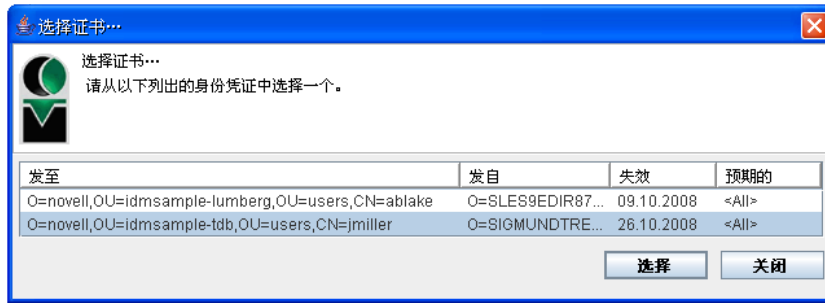 选择证书…
选择证书…
请从以下列出的身份凭证中选择一个。
发至 发自 失效 预期的
O=novell,OU=idmsample-lumberg,OU=users,CN=ablake O=SLES9EDIR87... 09.10.2008 <All>
O=novell,OU=idmsample-tdb,OU=users,CN=jmiller O=SIGMUNDTRE... 26.10.2008 <All>
选择 关闭